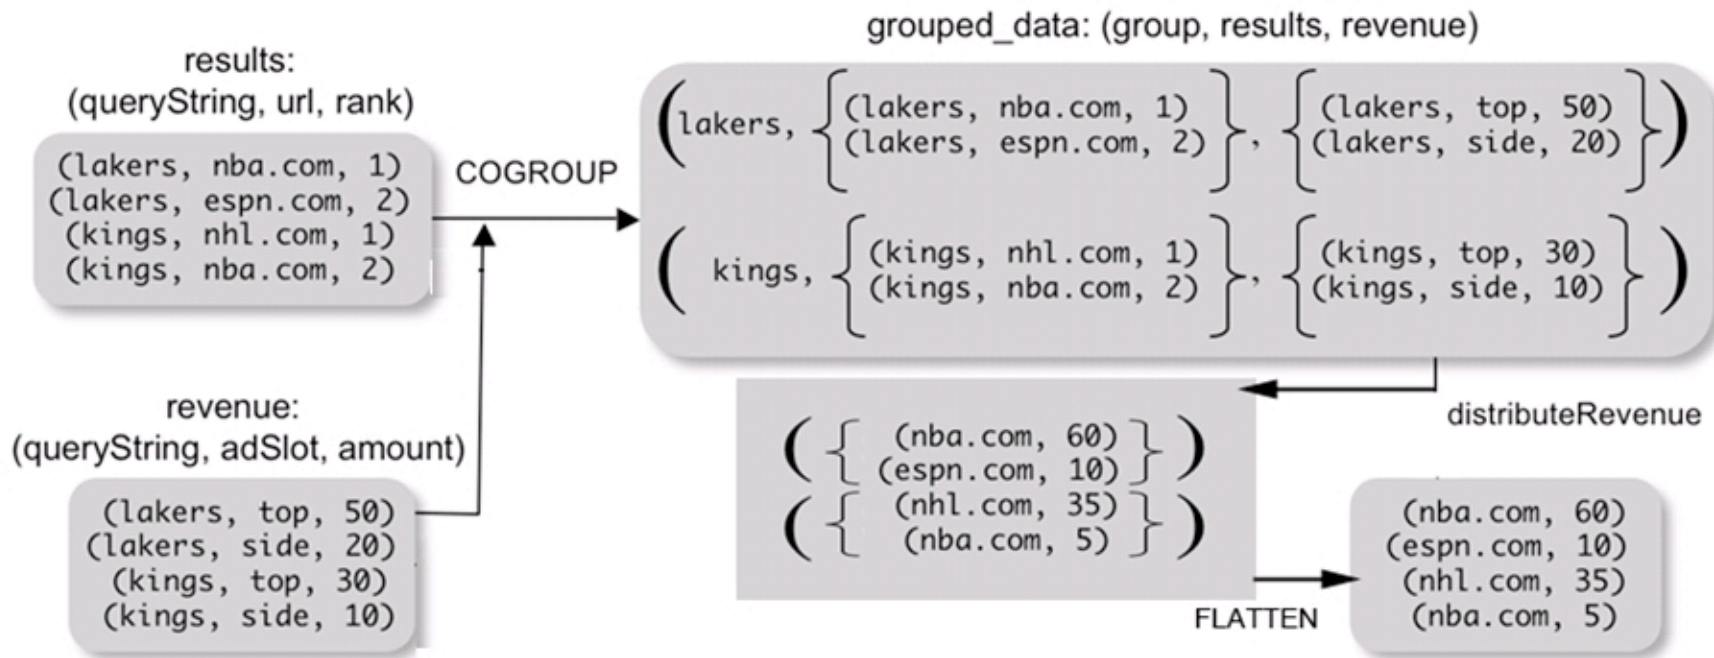 results:
(queryString, url, rank)
(lakers, nba.com, 1)
(lakers, espn.com, 2)
(kings, nhl.com, 1)
(kings, nba.com, 2)
COGROUP
revenue:
(queryString, adSlot, amount)
(lakers, top, 50)
(lakers, side, 20)
(kings, top, 30)
(kings, side, 10)
grouped_data: (group, results, revenue)
(lakers, { (lakers, nba.com, 1)
(lakers, espn.com, 2) } , { (lakers, top, 50)
(lakers, side, 20) } )
( kings, { (kings, nhl.com, 1)
(kings, nba.com, 2) } , { (kings, top, 30)
(kings, side, 10) } )
distributeRevenue
( { (nba.com, 60)
(espn.com, 10) } )
( { (nhl.com, 35)
(nba.com, 5) } )
FLATTEN
(nba.com, 60)
(espn.com, 10)
(nhl.com, 35)
(nba.com, 5)